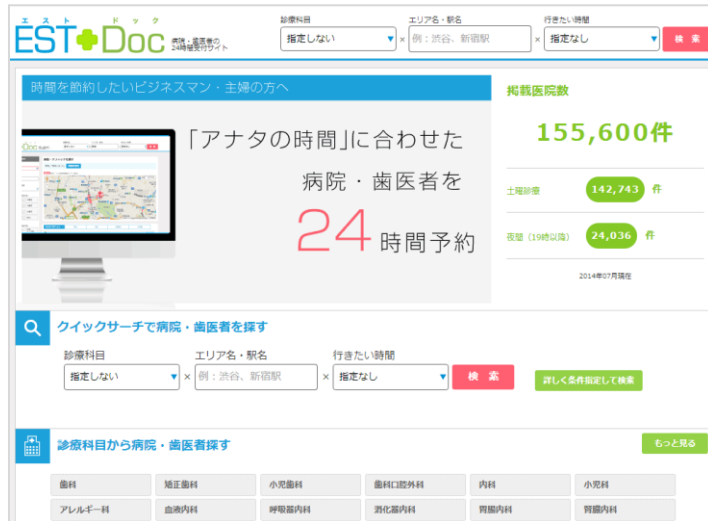 エスト ドック
EST Doc
病院・歯医者の
24時間受付サイト
診療科目
エリア名・駅名
行きたい時間
指定しない
×
例：渋谷、新宿駅
×
指定なし
検 索
時間を節約したいビジネスマン・主婦の方へ
「アナタの時間」に合わせた
病院・歯医者を
24時間予約
掲載医院数
155,600件
土曜診療 142,743 件
夜間（19時以降） 24,036 件
2014年07月現在
クイックサーチで病院・歯医者を探す
診療科目 エリア名・駅名 行きたい時間
指定しない × 例：渋谷、新宿駅 × 指定なし 検 索 詳しく条件指定して検索
診療科目から病院・歯医者探す もっと見る
歯科 矯正歯科 小児歯科 歯科口腔外科 内科 小児科
アレルギー科 血液内科 呼吸器内科 消化器内科 胃腸内科 胃腸内科